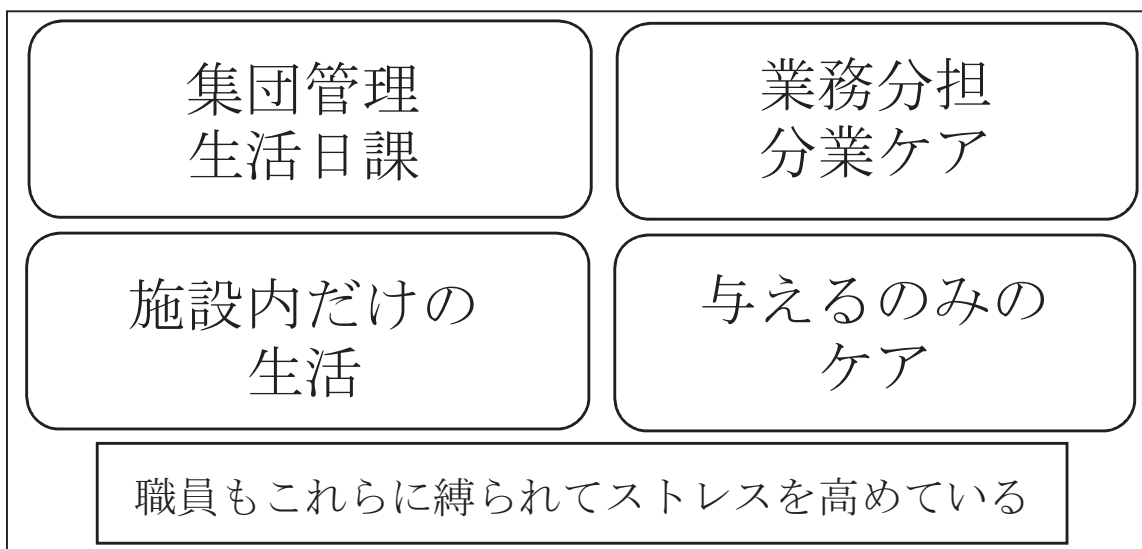 集団管理
生活日課
業務分担
分業ケア
施設内だけの
生活
与えるのみの
ケア
職員もこれらに縛られてストレスを高めている